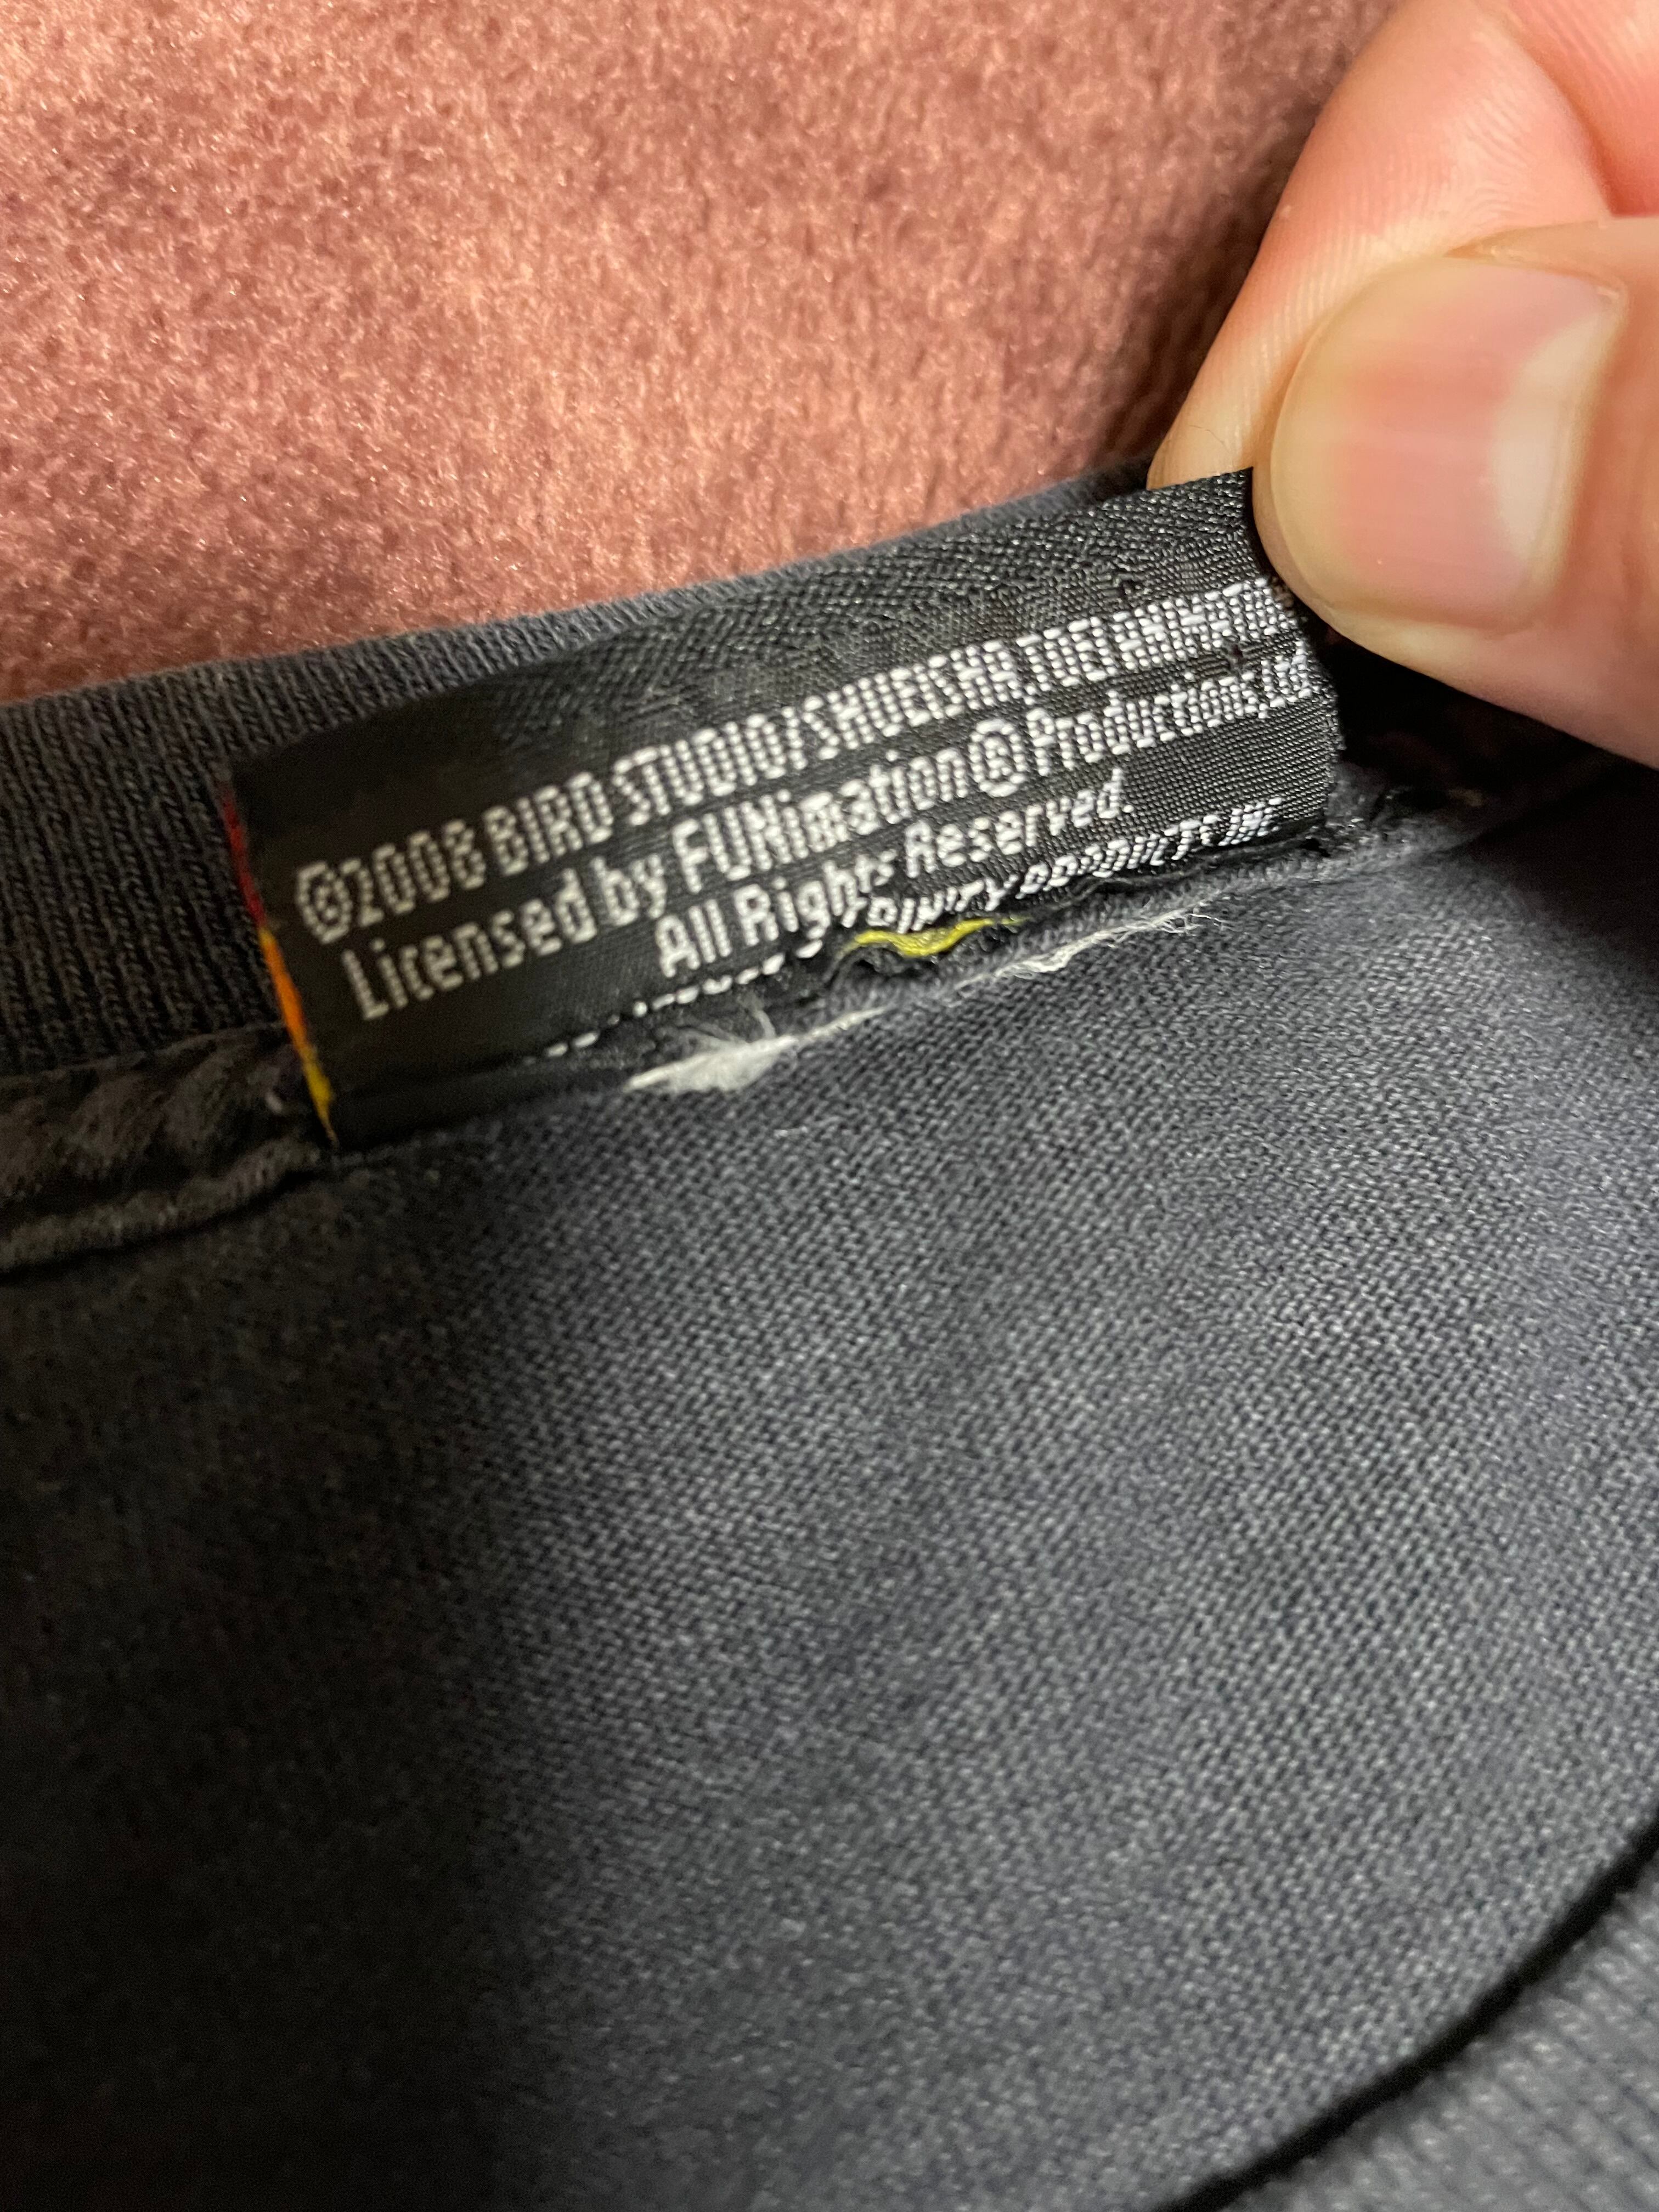 ©2008 BIRD STUDIO/SHUEISHA, TOEI ANIMATION
Licensed by FUNimation® Productions, Ltd
All Rights Reserved.